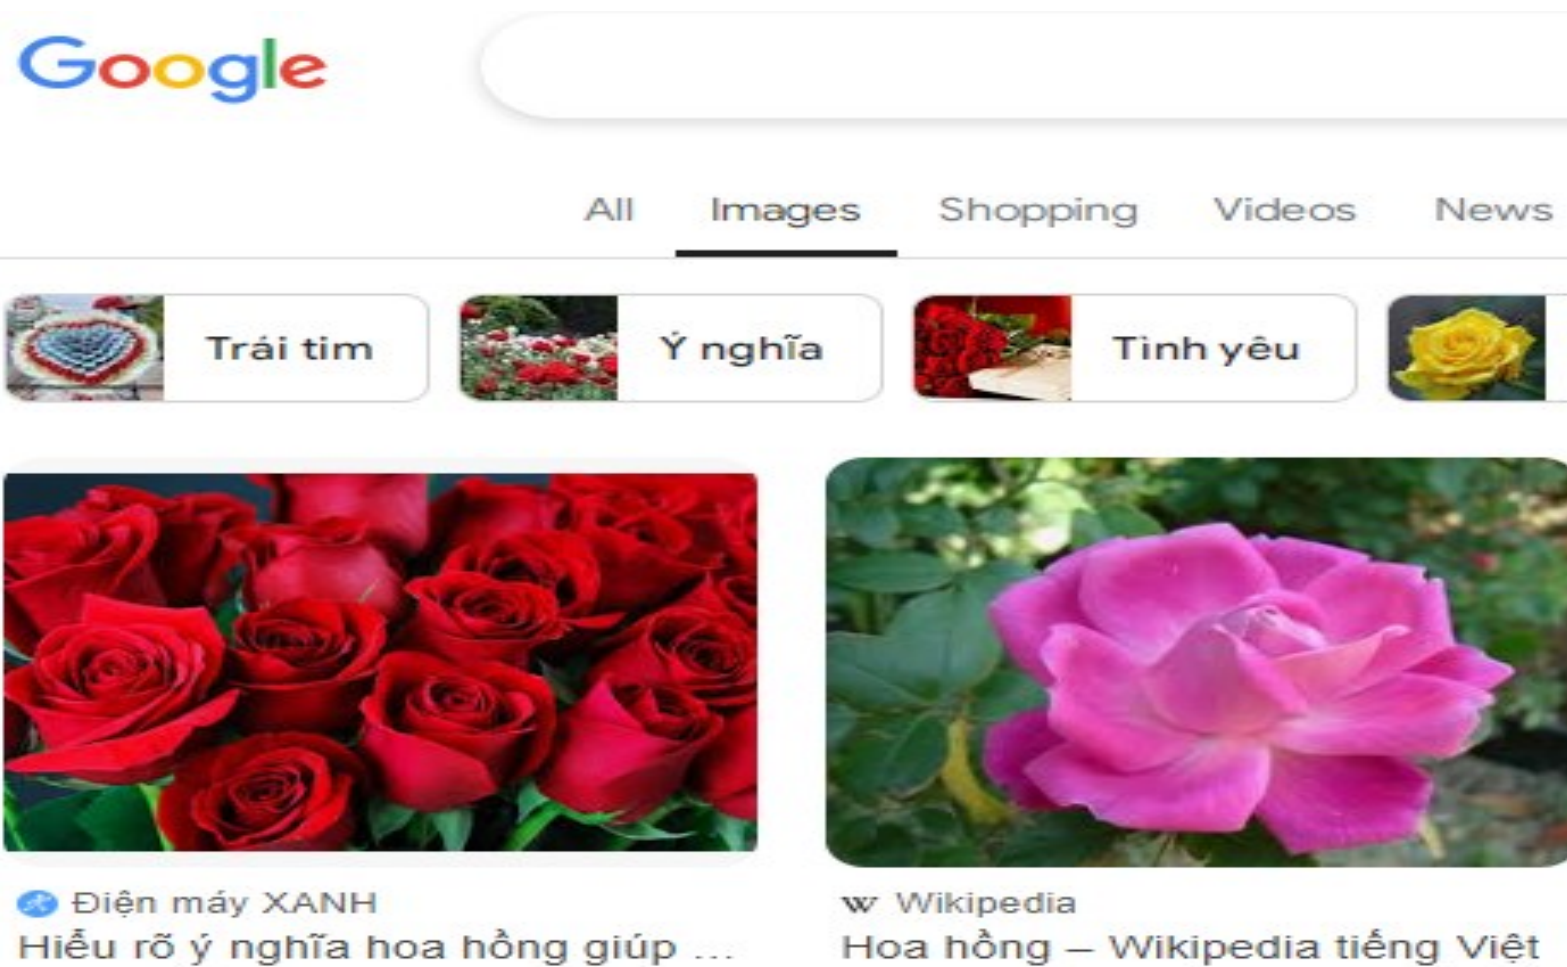 Google
All Images Shopping Videos News
Trái tim Ý nghĩa Tình yêu
Điện máy XANH
Hiểu rõ ý nghĩa hoa hồng giúp ...
W Wikipedia
Hoa hồng – Wikipedia tiếng Việt